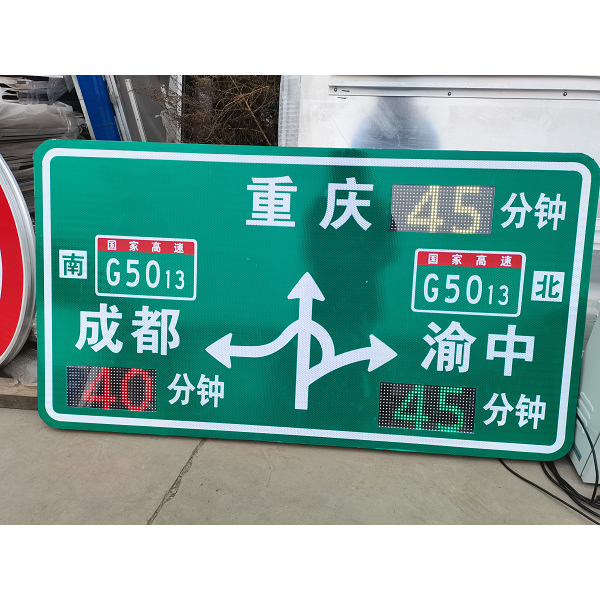 重庆 45 分钟
南 国家高速 G5013
国家高速 G5013 北
成都
渝中
40 分钟
45 分钟